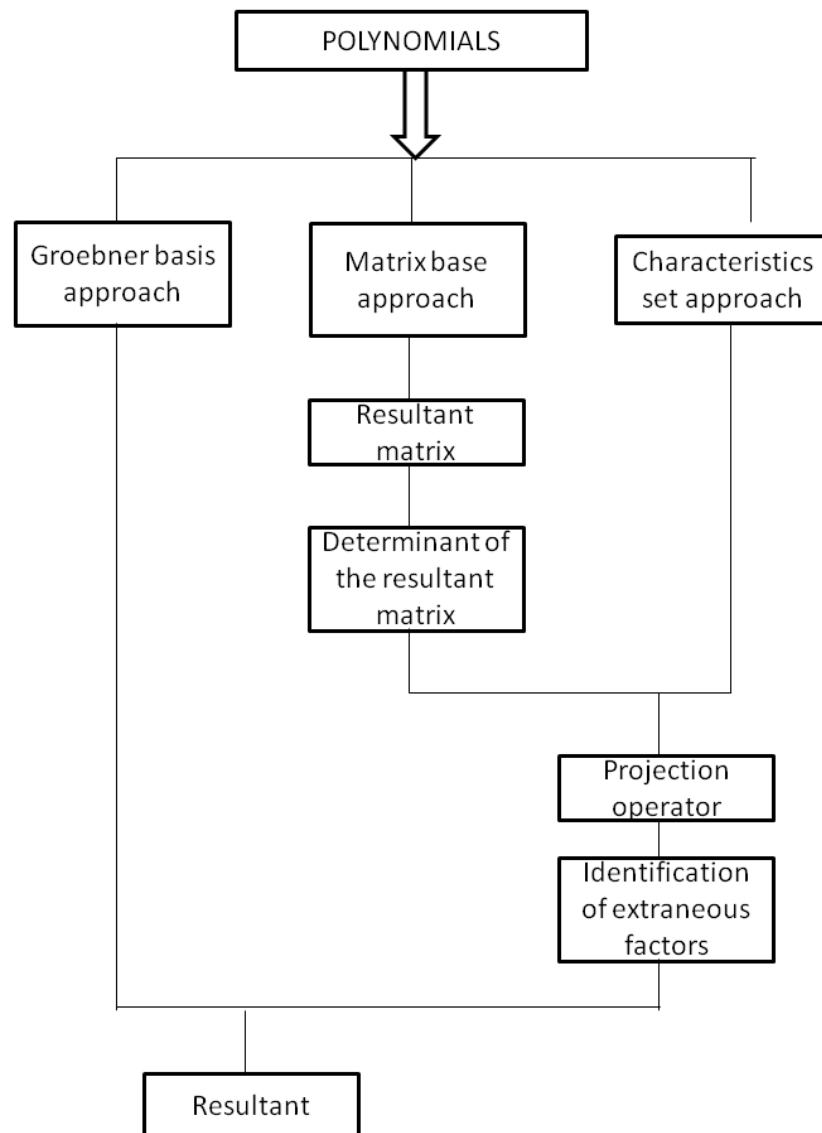 POLYNOMIALS
Groebner basis
approach
Matrix base
approach
Characteristics
set approach
Resultant
matrix
Determinant of
the resultant
matrix
Projection
operator
Identification
of extraneous
factors
Resultant